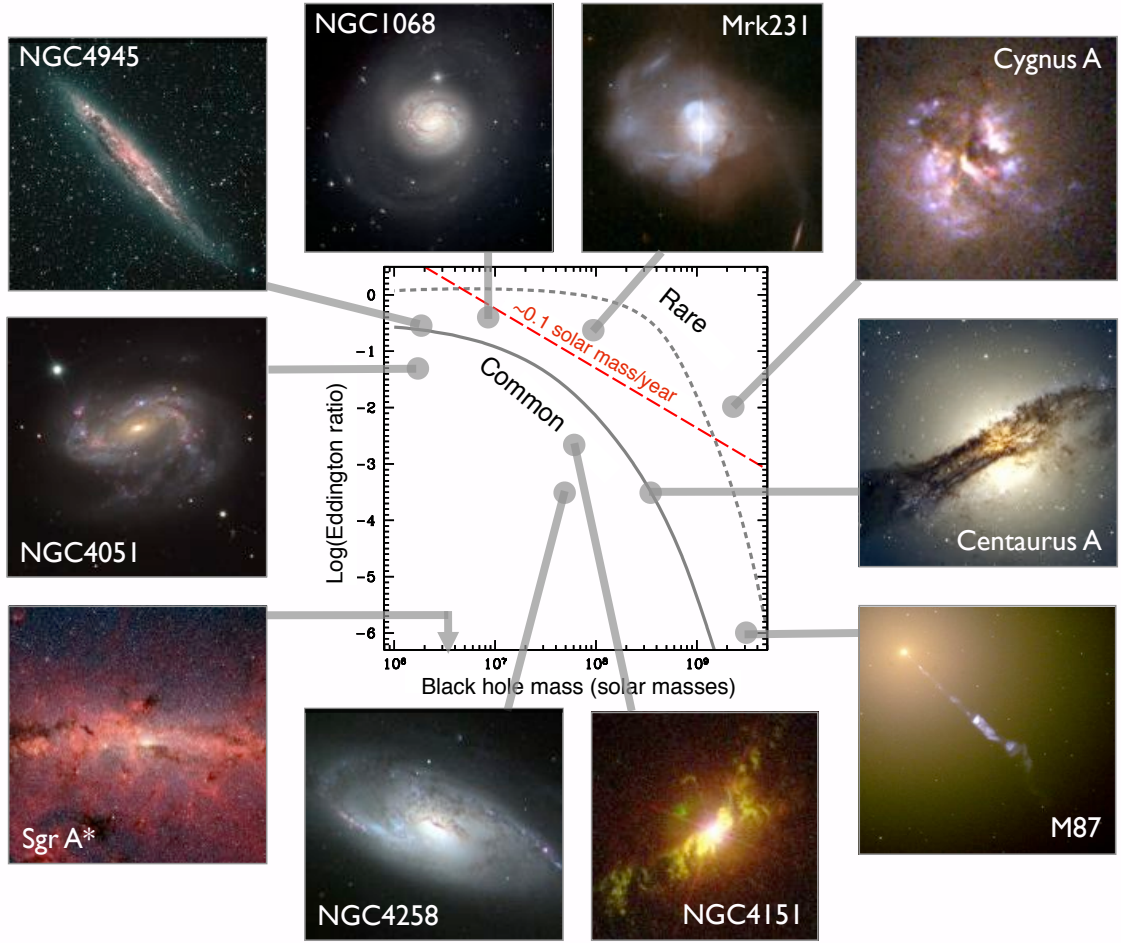 NGC1068
Mrk231
NGC4945
Cygnus A
0
-1
-2
-3
-4
-5
-6
Log(Eddington ratio)
Rare
~0.1 solar mass/year
Common
NGC4051
Centaurus A
10⁶
10⁷
10⁸
10⁹
Black hole mass (solar masses)
Sgr A*
M87
NGC4258
NGC4151